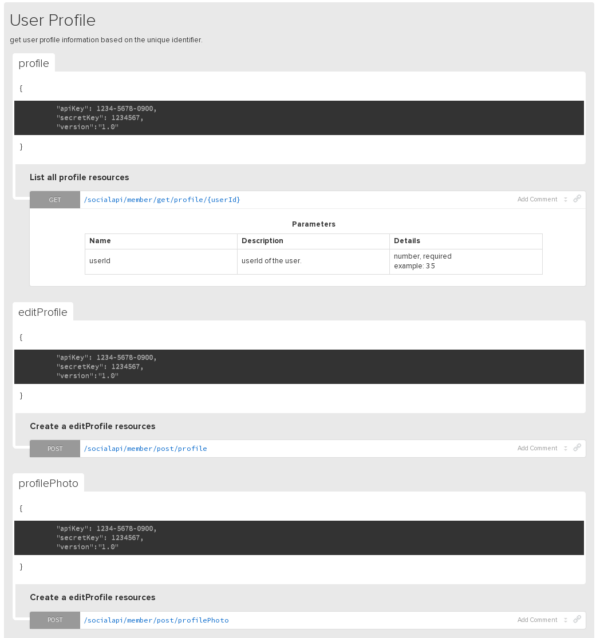 User Profile
get user profile information based on the unique identifier.
profile
{
"apiKey": 1234-5678-0900,
"secretKey": 1234567,
"version":"1.0"
}
List all profile resources
GET /socialapi/member/get/profile/{userId} Add Comment
Parameters
Name Description Details
userId userId of the user. number, required
example: 35
editProfile
{
"apiKey": 1234-5678-0900,
"secretKey": 1234567,
"version":"1.0"
}
Create a editProfile resources
POST /socialapi/member/post/profile Add Comment
profilePhoto
{
"apiKey": 1234-5678-0900,
"secretKey": 1234567,
"version":"1.0"
}
Create a editProfile resources
POST /socialapi/member/post/profilePhoto Add Comment